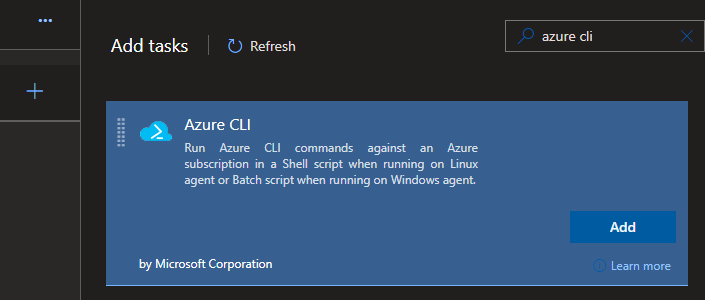 Add tasks
Refresh
azure cli
Azure CLI
Run Azure CLI commands against an Azure
subscription in a Shell script when running on Linux
agent or Batch script when running on Windows agent.
Add
by Microsoft Corporation
Learn more